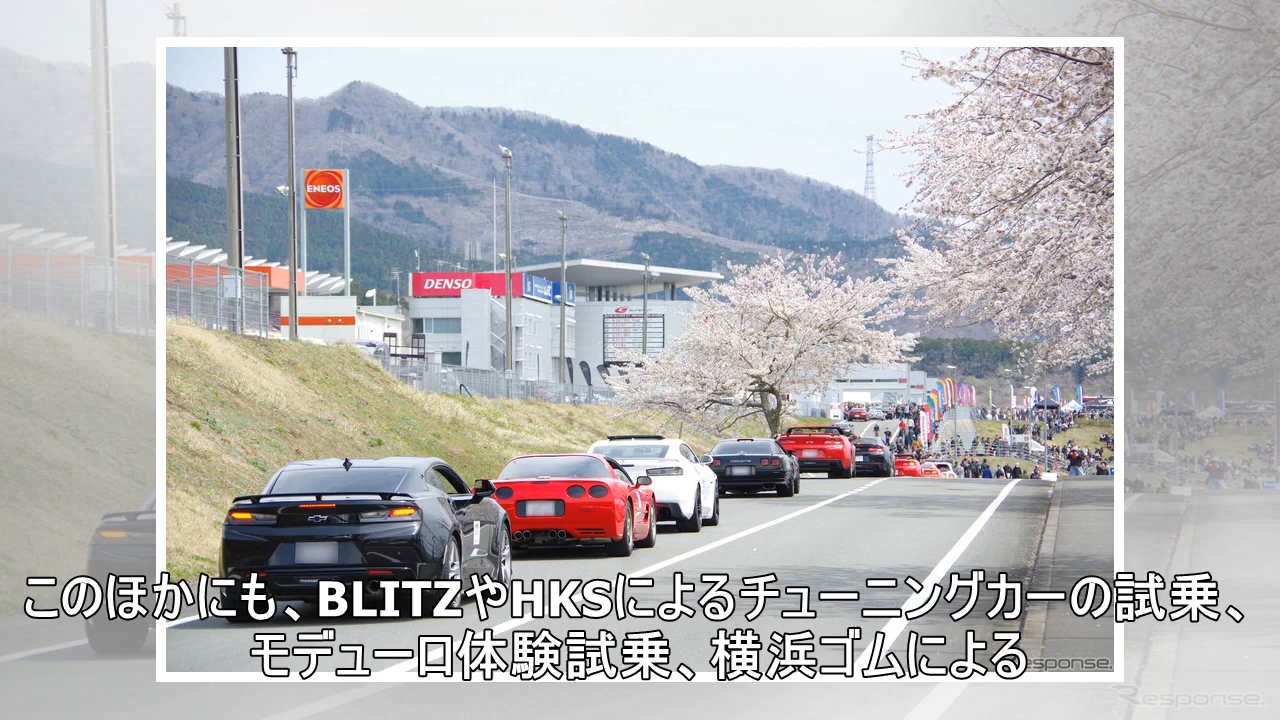 ENEOS
DENSO
このほかにも、BLITZやHKSによるチューニングカーの試乗、
モデューロ体験試乗、横浜ゴムによる
Response.
Response.